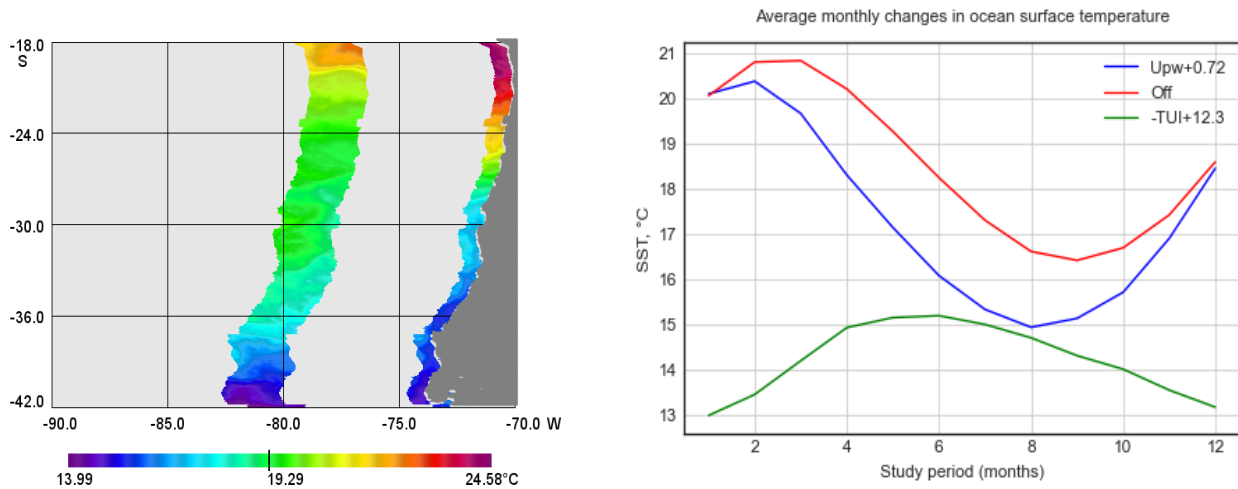 -18.0
S
-24.0
-30.0
-36.0
-42.0
-90.0 -85.0 -80.0 -75.0 -70.0 W
13.99 19.29 24.58°C
Average monthly changes in ocean surface temperature
21
20
19
18
17
16
15
14
13
SST, °C
Upw+0.72
Off
-TUI+12.3
2 4 6 8 10 12
Study period (months)